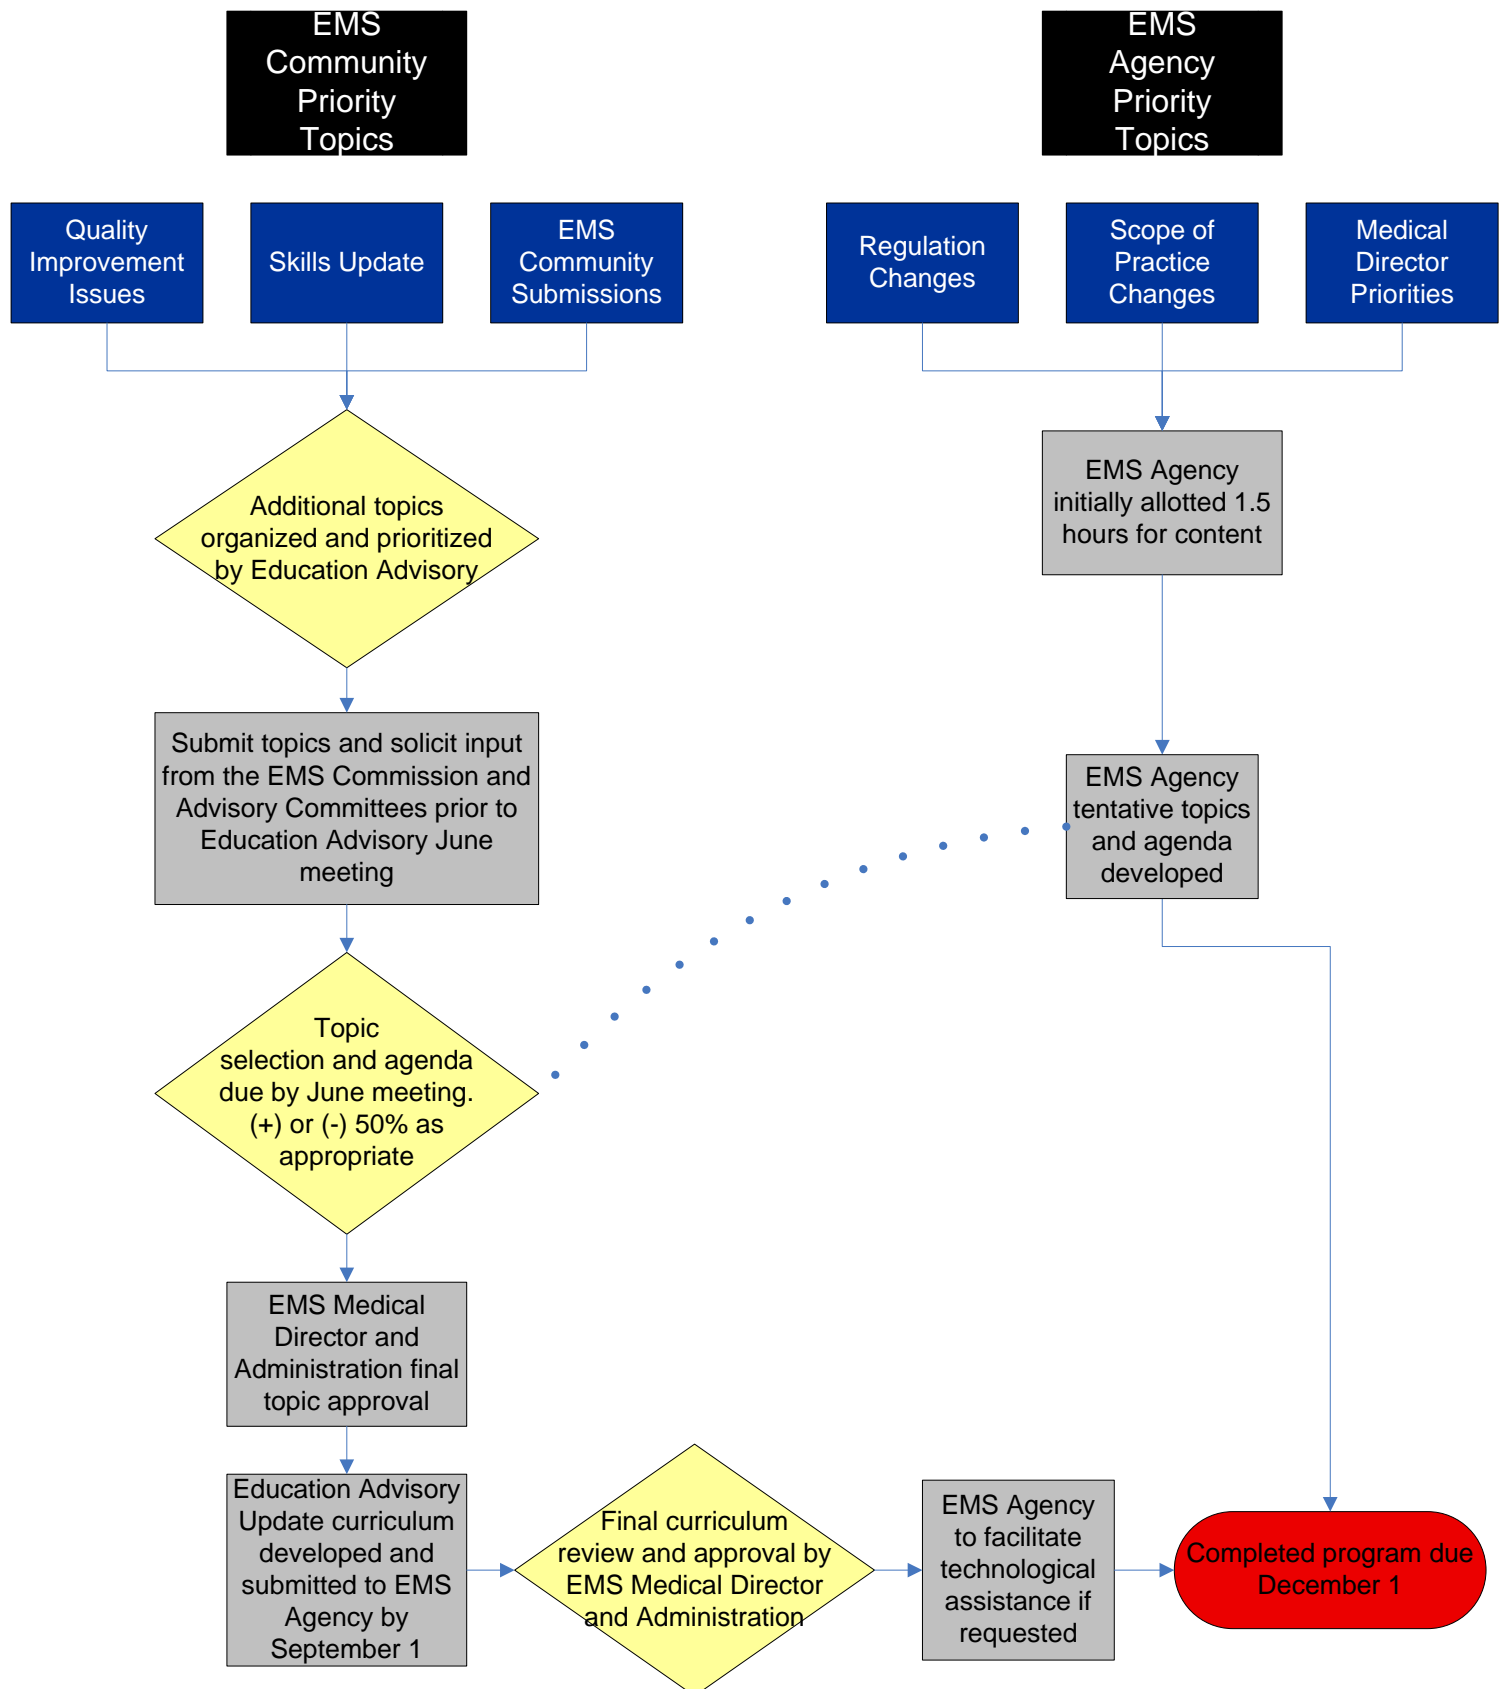 EMS
Community
Priority
Topics
EMS
Agency
Priority
Topics
Quality
Improvement
Issues
Skills Update
EMS
Community
Submissions
Regulation
Changes
Scope of
Practice
Changes
Medical
Director
Priorities
Additional topics
organized and prioritized
by Education Advisory
EMS Agency
initially allotted 1.5
hours for content
Submit topics and solicit input
from the EMS Commission and
Advisory Committees prior to
Education Advisory June
meeting
EMS Agency
tentative topics
and agenda
developed
Topic
selection and agenda
due by June meeting.
(+) or (-) 50% as
appropriate
EMS Medical
Director and
Administration final
topic approval
Education Advisory
Update curriculum
developed and
submitted to EMS
Agency by
September 1
Final curriculum
review and approval by
EMS Medical Director
and Administration
EMS Agency
to facilitate
technological
assistance if
requested
Completed program due
December 1